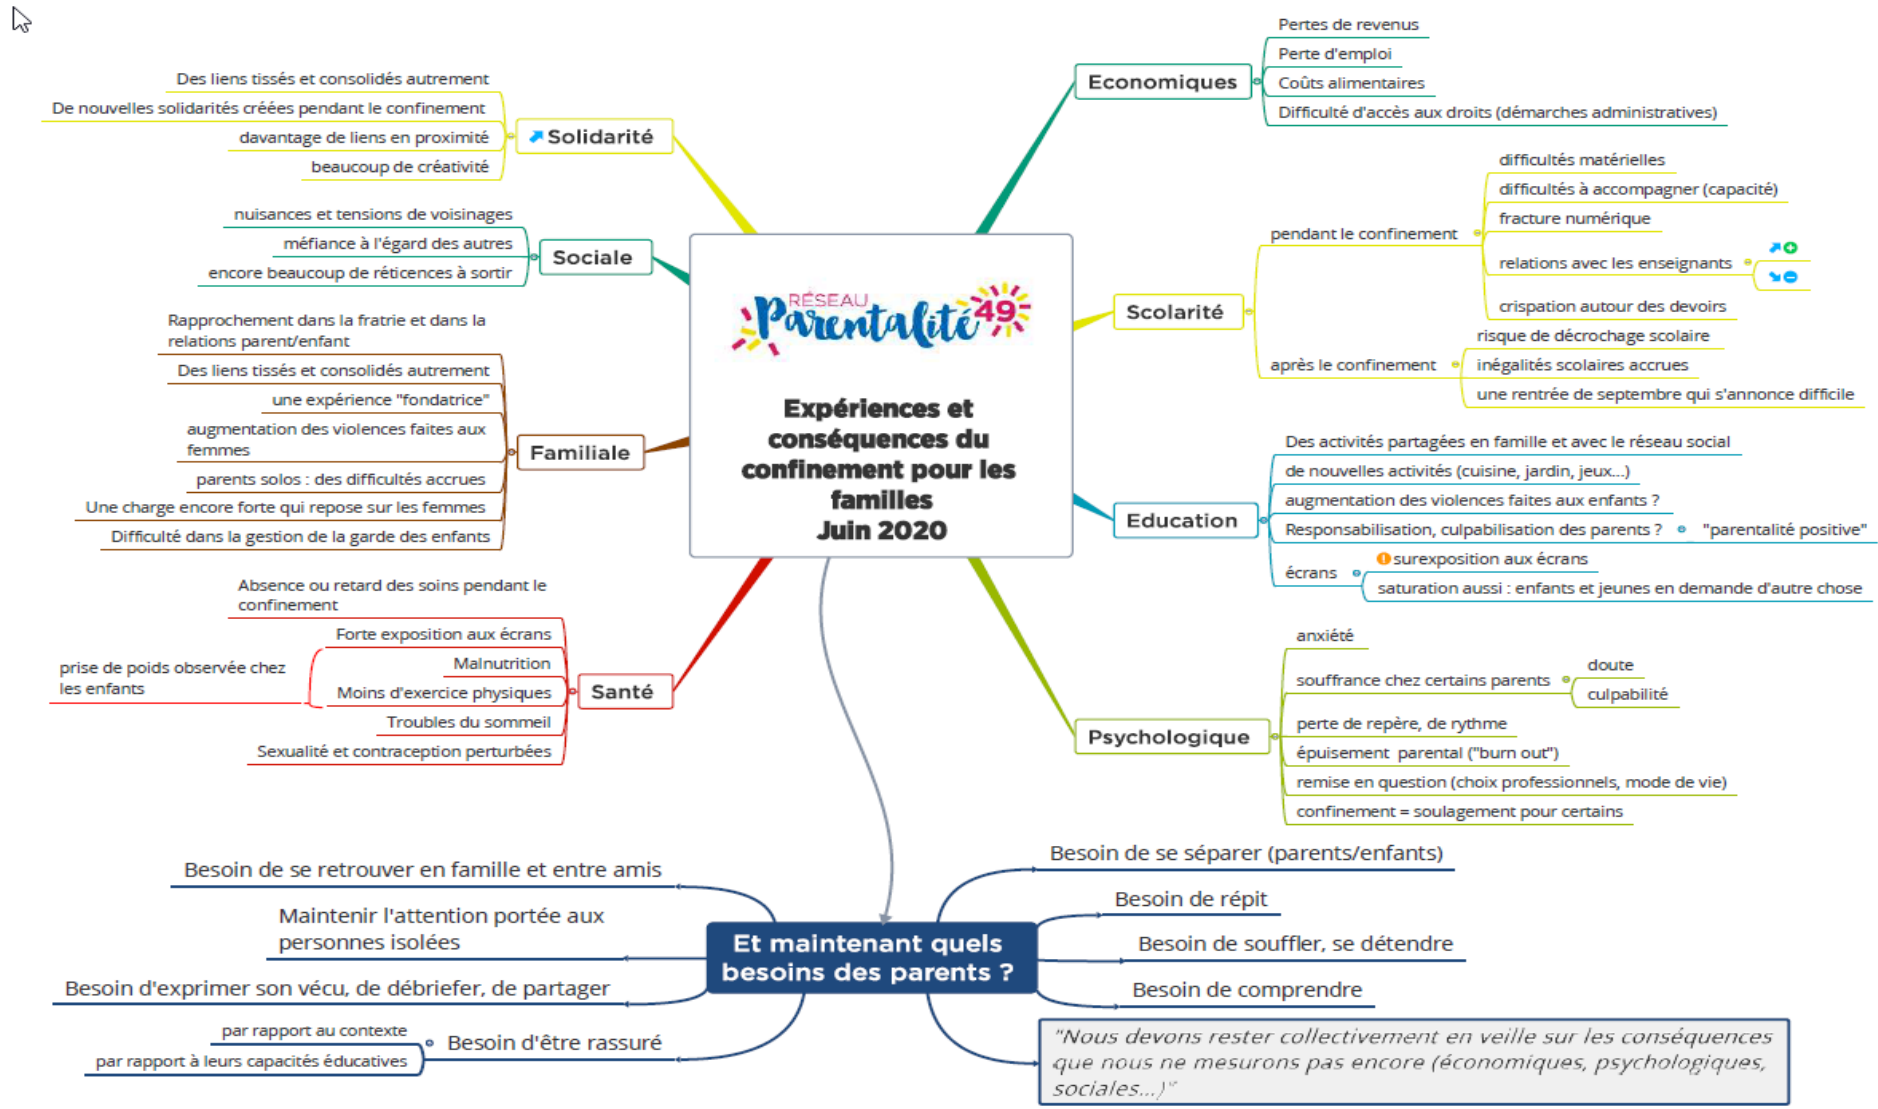 RÉSEAU
Parentalité 49
Expériences et
conséquences du
confinement pour les
familles
Juin 2020
Economiques
Pertes de revenus
Perte d'emploi
Coûts alimentaires
Difficulté d'accès aux droits (démarches administratives)
Scolarité
pendant le confinement
difficultés matérielles
difficultés à accompagner (capacité)
fracture numérique
relations avec les enseignants
crispation autour des devoirs
après le confinement
risque de décrochage scolaire
inégalités scolaires accrues
une rentrée de septembre qui s'annonce difficile
Education
Des activités partagées en famille et avec le réseau social
de nouvelles activités (cuisine, jardin, jeux...)
augmentation des violences faites aux enfants ?
Responsabilisation, culpabilisation des parents ?
"parentalité positive"
écrans
surexposition aux écrans
saturation aussi : enfants et jeunes en demande d'autre chose
Psychologique
anxiété
souffrance chez certains parents
doute
culpabilité
perte de repère, de rythme
épuisement parental ("burn out")
remise en question (choix professionnels, mode de vie)
confinement = soulagement pour certains
Solidarité
Des liens tissés et consolidés autrement
De nouvelles solidarités créées pendant le confinement
davantage de liens en proximité
beaucoup de créativité
Sociale
nuisances et tensions de voisinages
méfiance à l'égard des autres
encore beaucoup de réticences à sortir
Familiale
Rapprochement dans la fratrie et dans la
relations parent/enfant
Des liens tissés et consolidés autrement
une expérience "fondatrice"
augmentation des violences faites aux
femmes
parents solos : des difficultés accrues
Une charge encore forte qui repose sur les femmes
Difficulté dans la gestion de la garde des enfants
Santé
Absence ou retard des soins pendant le
confinement
Forte exposition aux écrans
Malnutrition
Moins d'exercice physiques
prise de poids observée chez
les enfants
Troubles du sommeil
Sexualité et contraception perturbées
Et maintenant quels
besoins des parents ?
Besoin de se retrouver en famille et entre amis
Maintenir l'attention portée aux
personnes isolées
Besoin d'exprimer son vécu, de débriefer, de partager
Besoin d'être rassuré
par rapport au contexte
par rapport à leurs capacités éducatives
Besoin de se séparer (parents/enfants)
Besoin de répit
Besoin de souffler, se détendre
Besoin de comprendre
"Nous devons rester collectivement en veille sur les conséquences
que nous ne mesurons pas encore (économiques, psychologiques,
sociales...)"